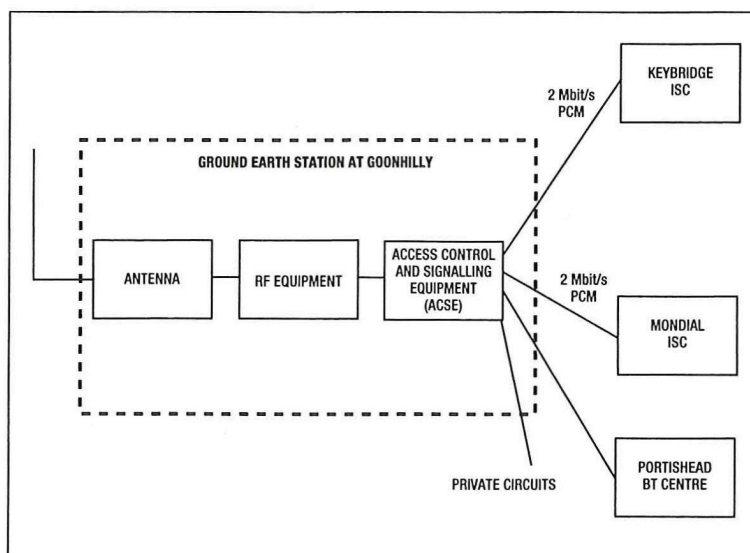 KEYBRIDGE
ISC
2 Mbit/s
PCM
GROUND EARTH STATION AT GOONHILLY
ANTENNA
RF EQUIPMENT
ACCESS CONTROL
AND SIGNALLING
EQUIPMENT
(ACSE)
2 Mbit/s
PCM
MONDIAL
ISC
PRIVATE CIRCUITS
PORTISHEAD
BT CENTRE